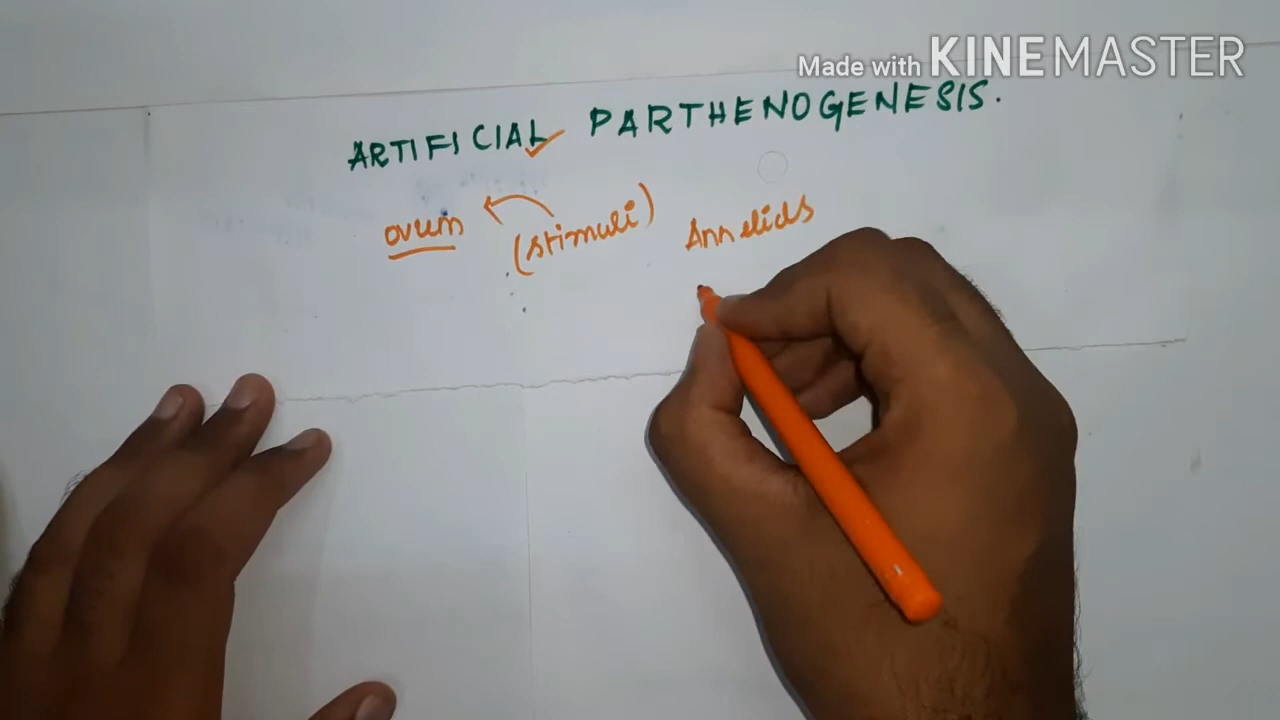 Made with KINEMASTER
ARTIFICIAL PARTHENOGENESIS.
ovum (stimuli) Annelids